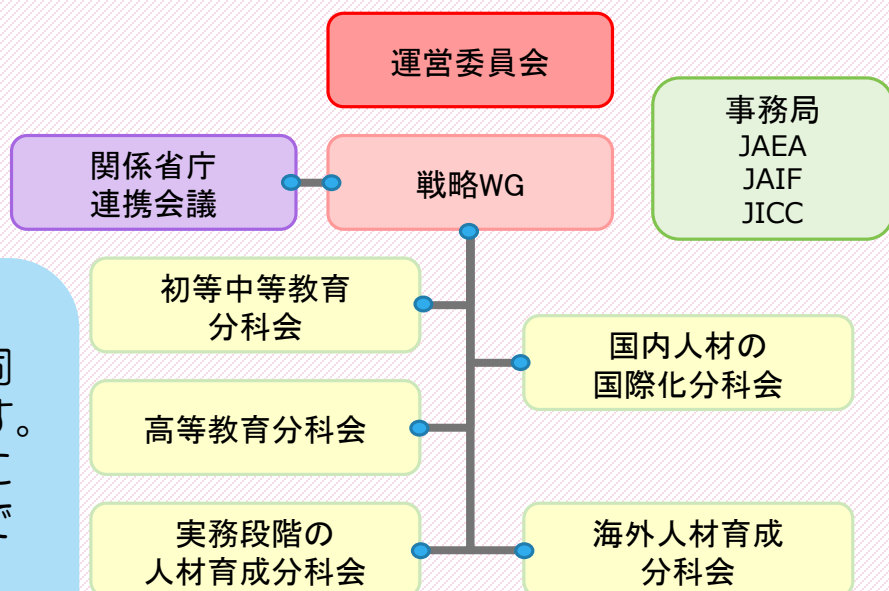 運営委員会
関係省庁
連携会議
戦略WG
事務局
JAEA
JAIF
JICC
初等中等教育
分科会
国内人材の
国際化分科会
高等教育分科会
実務段階の
人材育成分科会
海外人材育成
分科会
す。
に